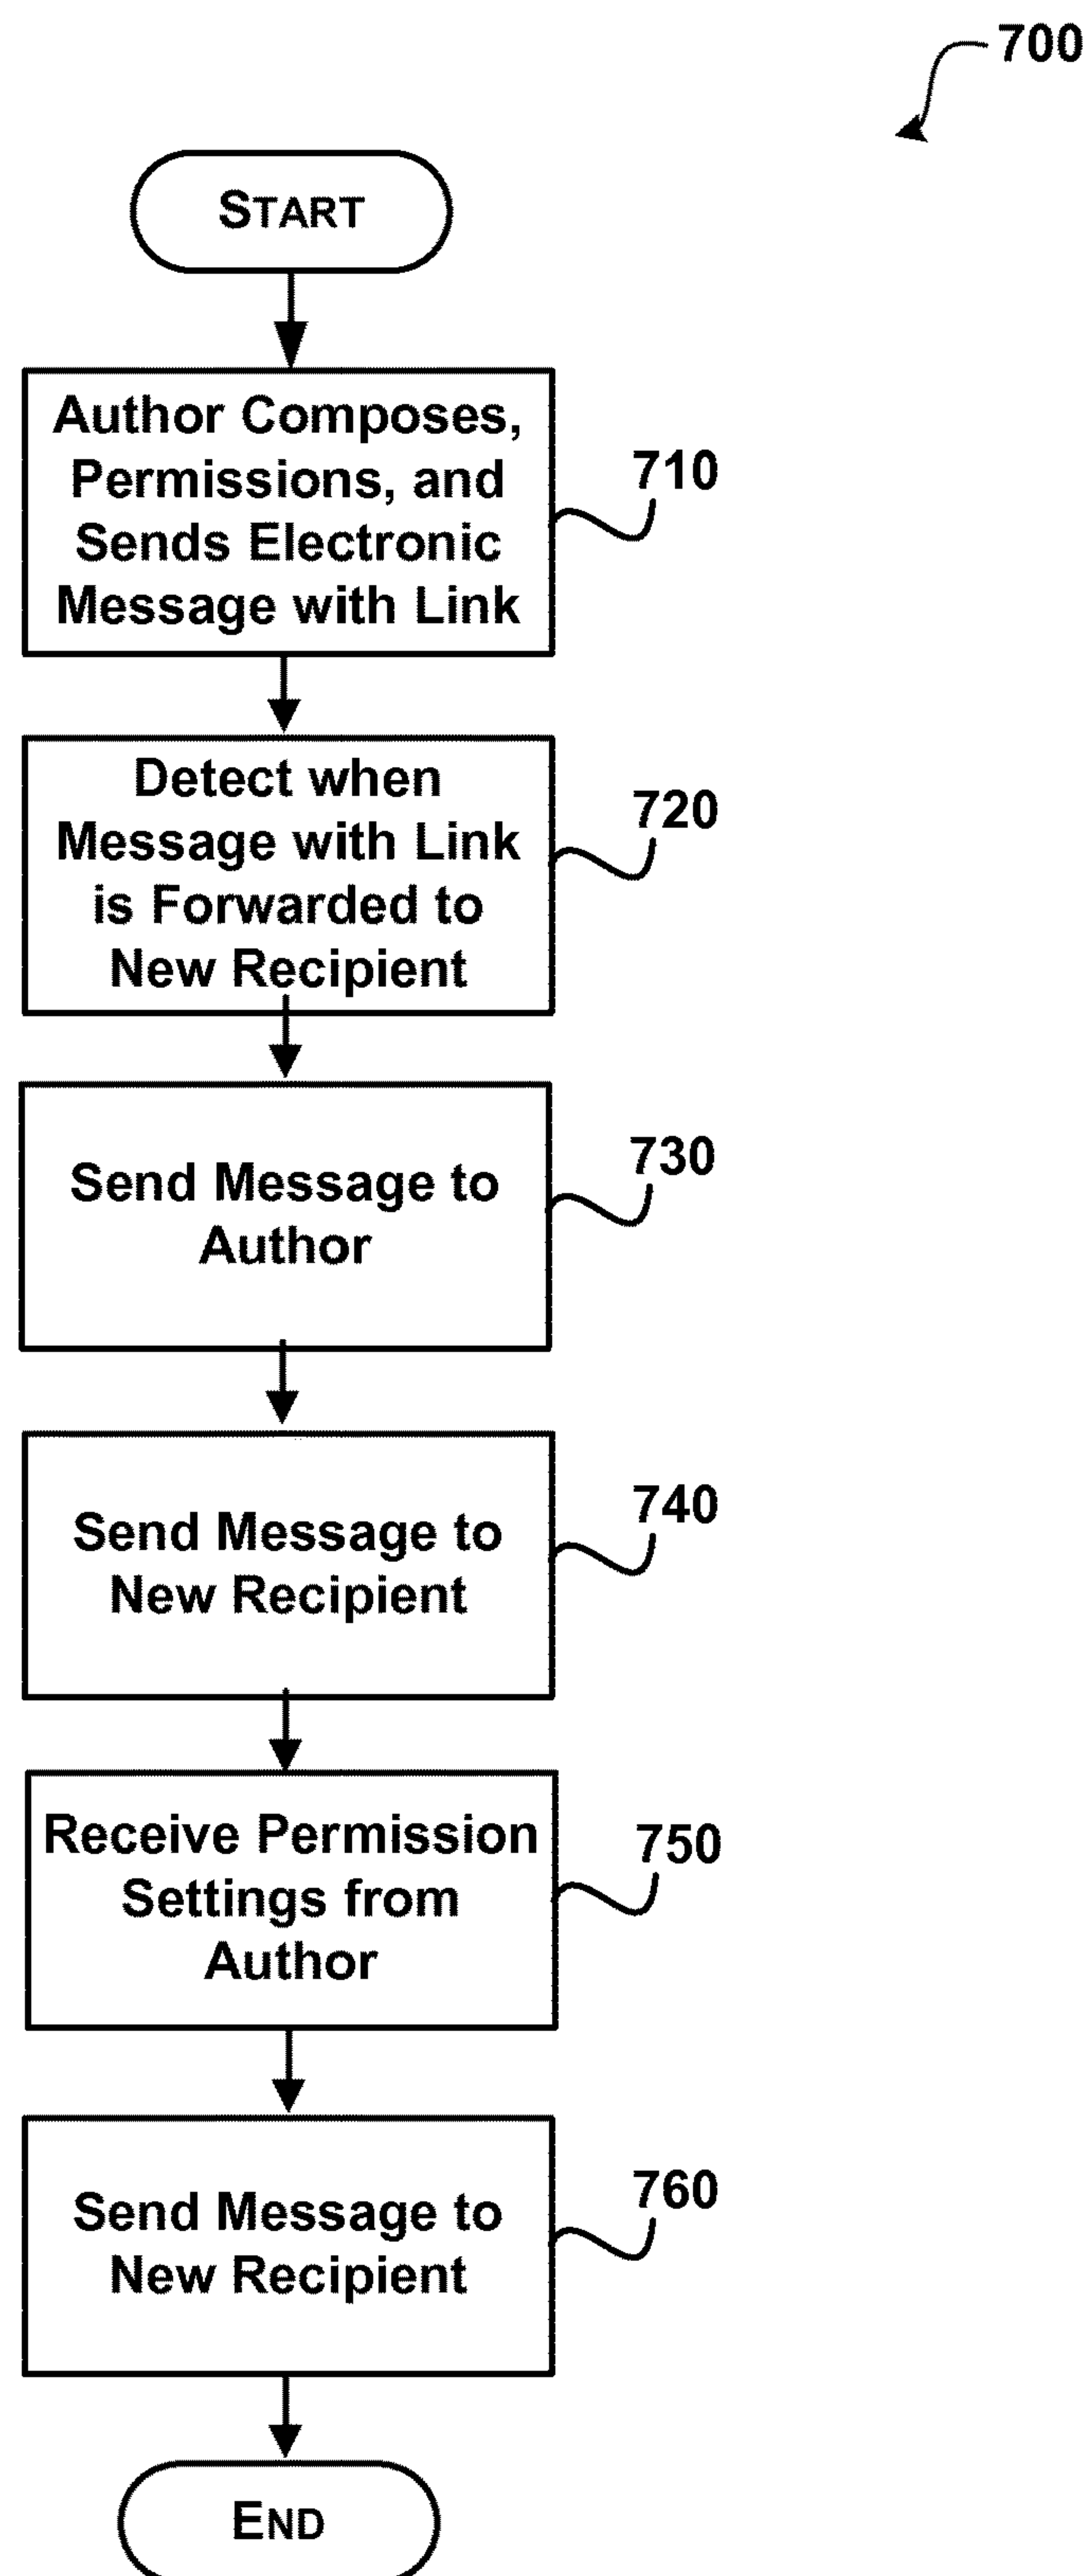 700
START
Author Composes,
Permissions, and
Sends Electronic
Message with Link
710
Detect when
Message with Link
is Forwarded to
New Recipient
720
Send Message to
Author
730
Send Message to
New Recipient
740
Receive Permission
Settings from
Author
750
Send Message to
New Recipient
760
END